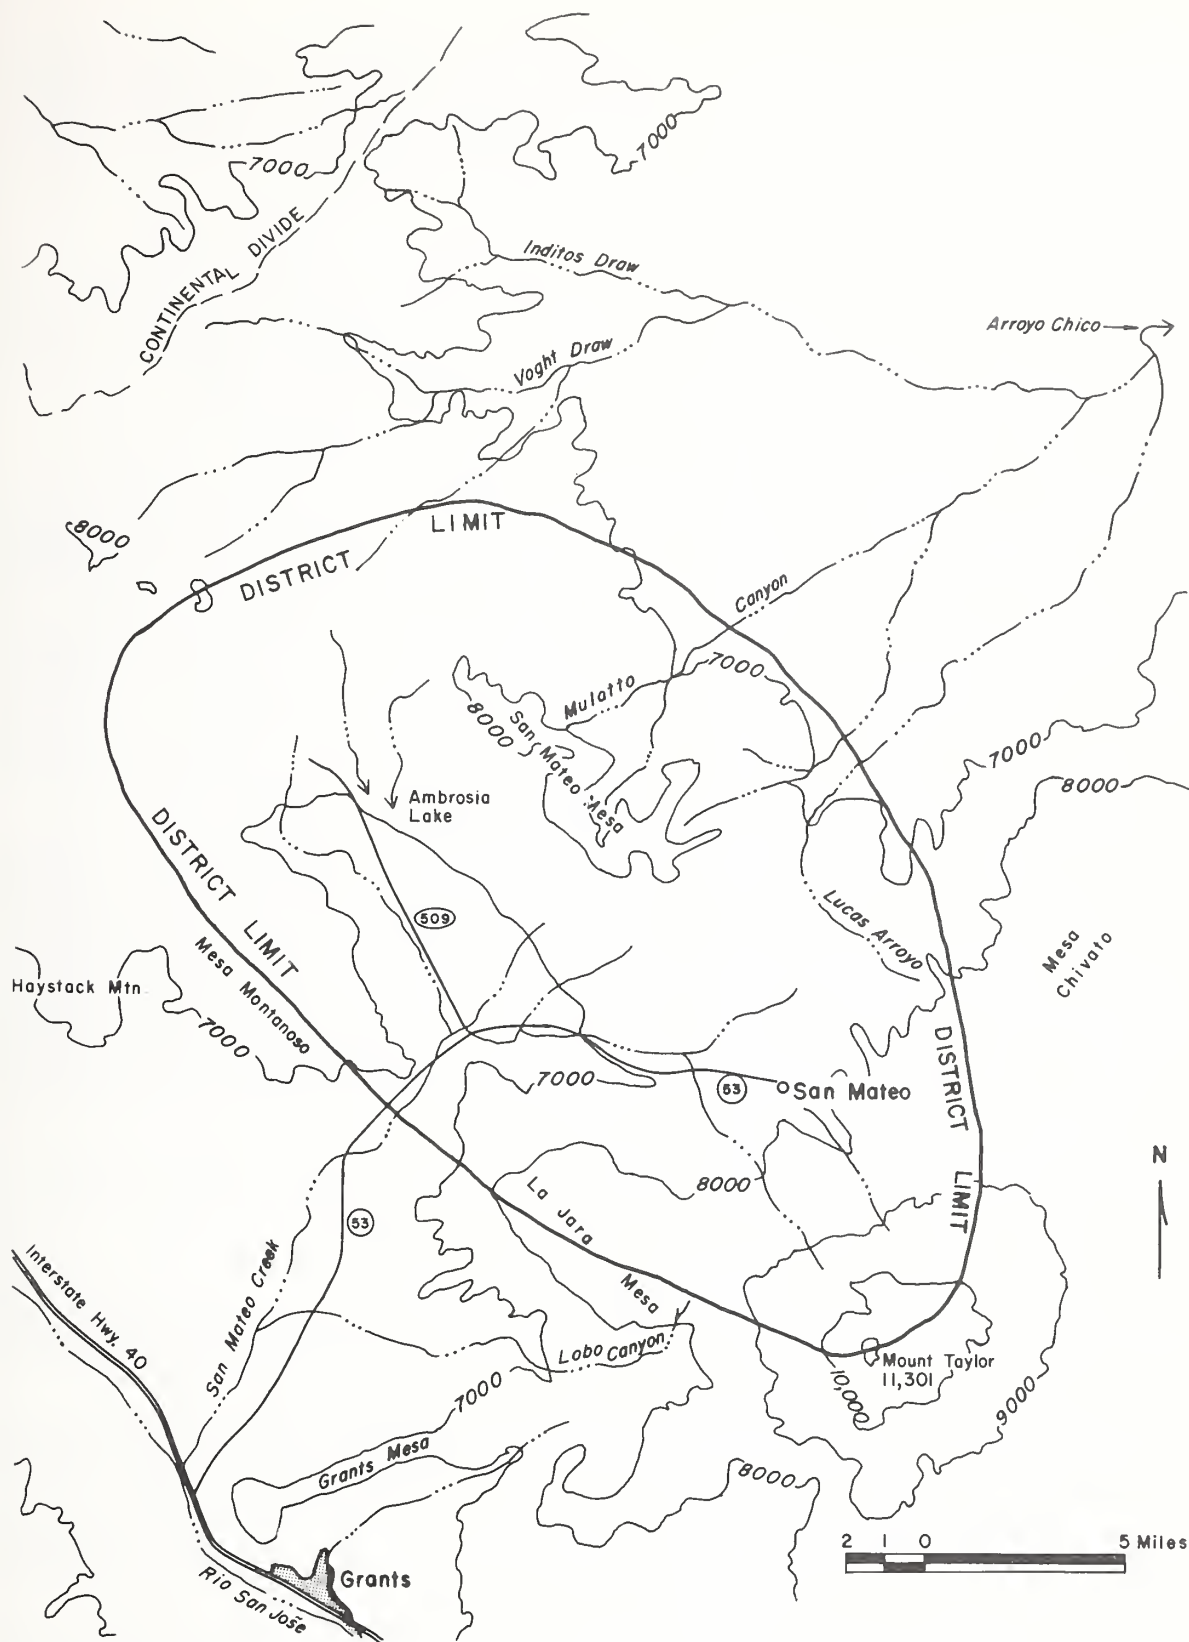 7000
7000
CONTINENTAL DIVIDE
Inditos Draw
Arroyo Chico
Voght Draw
8000
DISTRICT LIMIT
Canyon
Mulatto
7000
8000
San Mateo Mesa
7000
8000
Ambrosia
Lake
DISTRICT LIMIT
509
Lucas Arroyo
Mesa
Chivato
Mesa Montanoso
Haystack Mtn.
7000
DISTRICT LIMIT
7000
53
San Mateo
8000
N
La Jara Mesa
53
San Mateo Creek
Interstate Hwy. 40
Lobo Canyon
Mount Taylor
11,301
10,000
9000
7000
Grants Mesa
8000
2 1 0 5 Miles
Grants
Rio San Jośe